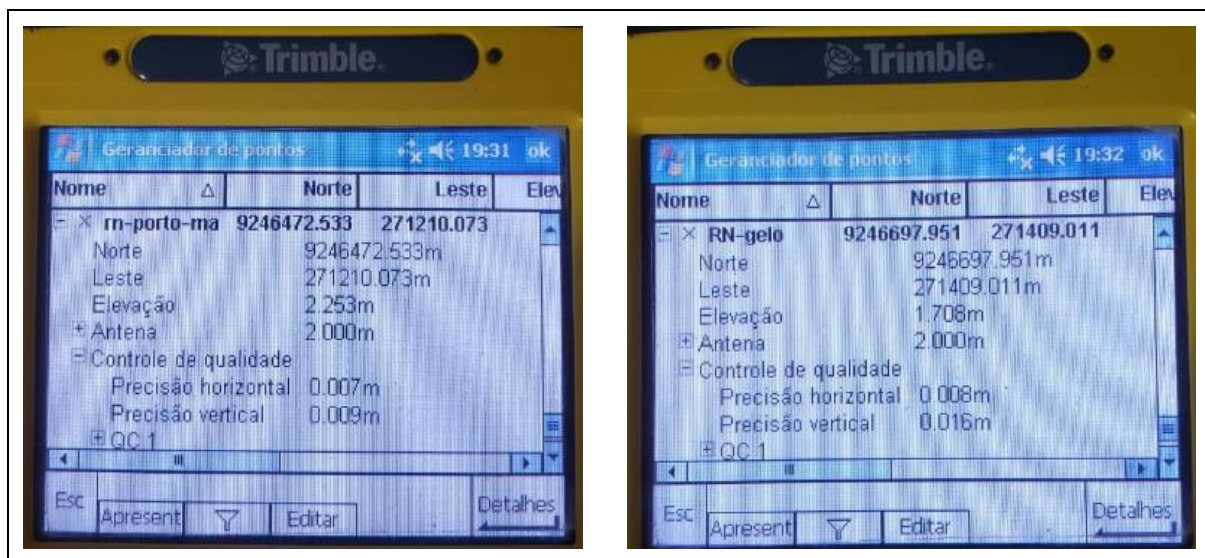 Trimble.
Geranciador de pontos 19:31 ok
Nome Norte Leste Elev
rn-porto-ma 9246472.533 271210.073
Norte 9246472.533m
Leste 271210.073m
Elevação 2.253m
Antena 2.000m
Controle de qualidade
Precisão horizontal 0.007m
Precisão vertical 0.009m
QC 1
Esc Apresent Editar Detalhes
Trimble.
Geranciador de pontos 19:32 ok
Nome Norte Leste Elev
RN-gelo 9246697.951 271409.011
Norte 9246697.951m
Leste 271409.011m
Elevação 1.708m
Antena 2.000m
Controle de qualidade
Precisão horizontal 0.008m
Precisão vertical 0.016m
QC 1
Esc Apresent Editar Detalhes